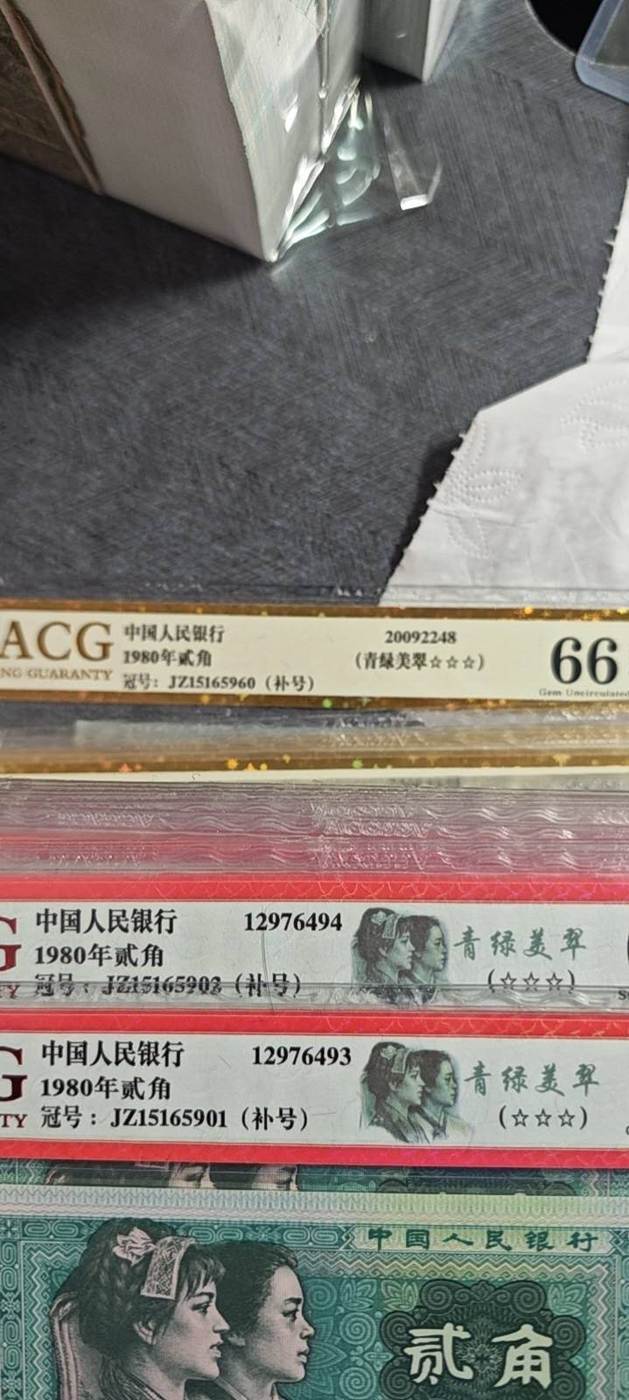 ACG
NG GUARANTY
中国人民银行
1980年贰角
冠号：JZ15165960（补号）
20092248
（青绿美翠☆☆☆）
66
Gem Uncirculated
G
TY
中国人民银行
1980年贰角
冠号：JZ15165902（补号）
12976494
青绿美翠
（☆☆☆）
G
TY
中国人民银行
1980年贰角
冠号：JZ15165901（补号）
12976493
青绿美翠
（☆☆☆）
中国人民银行
贰角